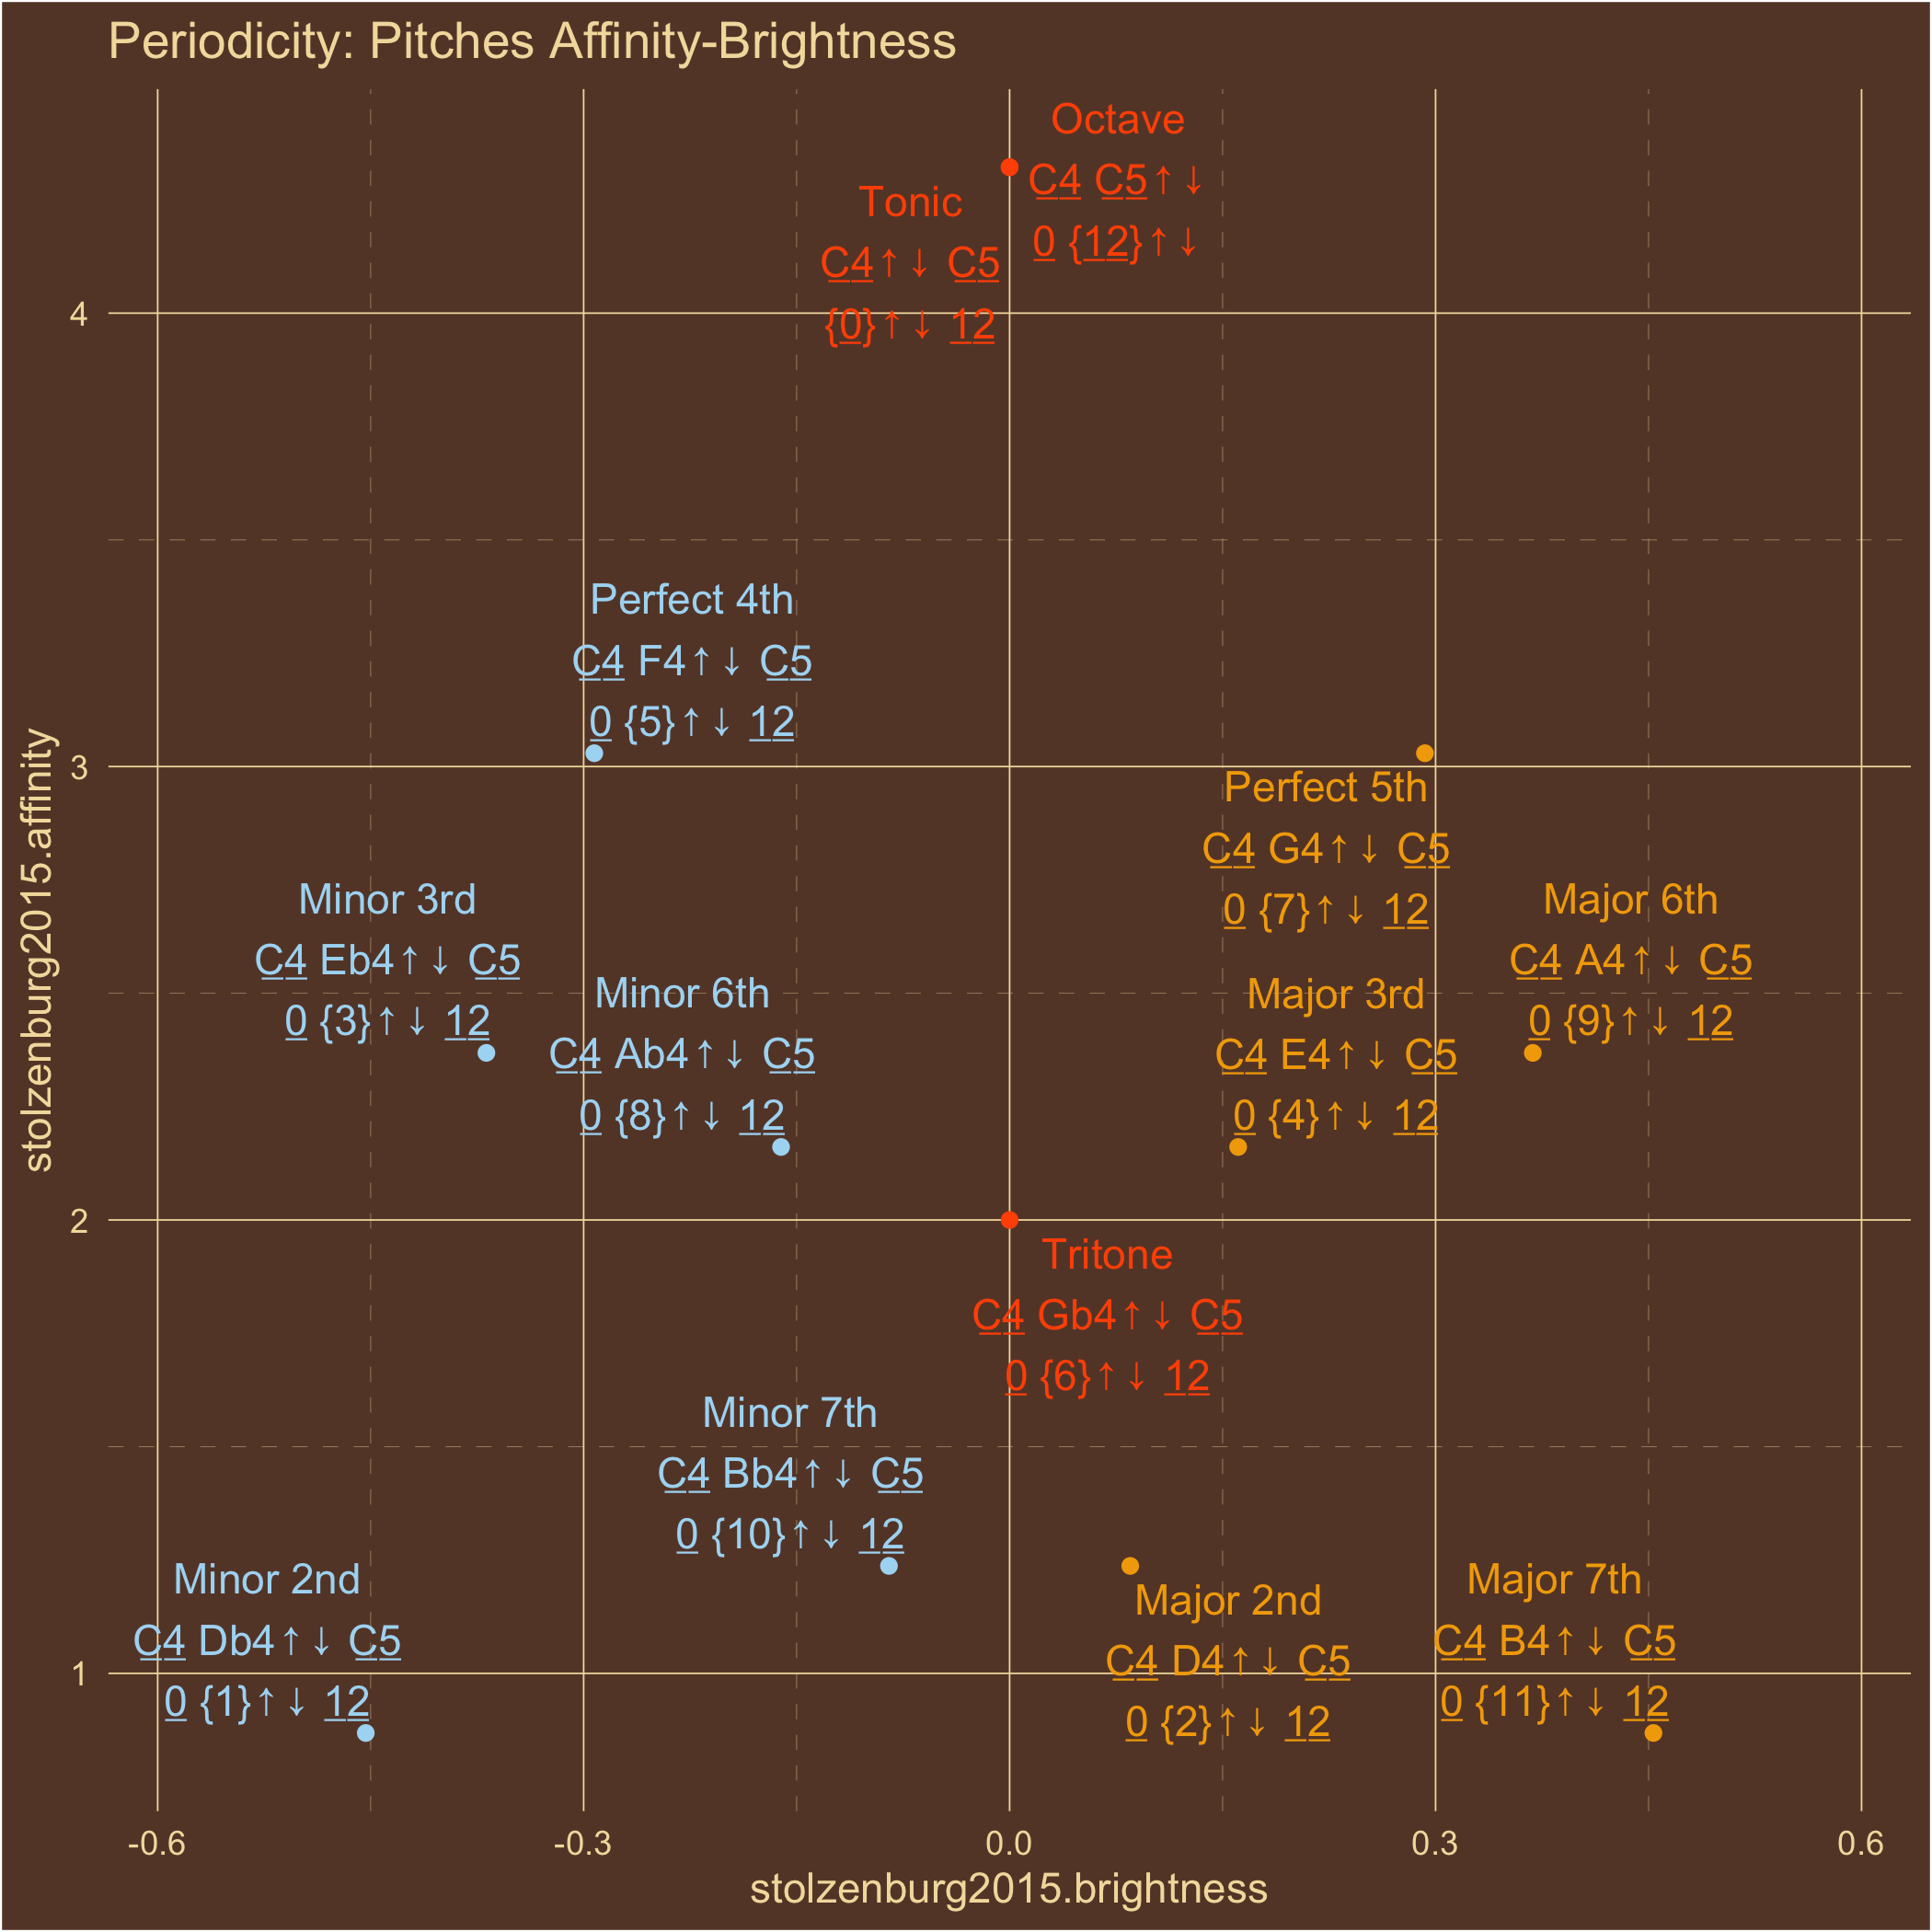 Periodicity: Pitches Affinity-Brightness
Octave
C4 C5↑↓
0 {12}↑↓
Tonic
C4↑↓ C5
{0}↑↓ 12
4
Perfect 4th
C4 F4↑↓ C5
0 {5}↑↓ 12
3
Perfect 5th
C4 G4↑↓ C5
0 {7}↑↓ 12
Minor 3rd
C4 Eb4↑↓ C5
0 {3}↑↓ 12
Major 6th
C4 A4↑↓ C5
0 {9}↑↓ 12
Minor 6th
C4 Ab4↑↓ C5
0 {8}↑↓ 12
Major 3rd
C4 E4↑↓ C5
0 {4}↑↓ 12
2
Tritone
C4 Gb4↑↓ C5
0 {6}↑↓ 12
Minor 7th
C4 Bb4↑↓ C5
0 {10}↑↓ 12
Minor 2nd
C4 Db4↑↓ C5
0 {1}↑↓ 12
Major 2nd
C4 D4↑↓ C5
0 {2}↑↓ 12
Major 7th
C4 B4↑↓ C5
0 {11}↑↓ 12
1
stolzenburg2015.affinity
-0.6 -0.3 0.0 0.3 0.6
stolzenburg2015.brightness